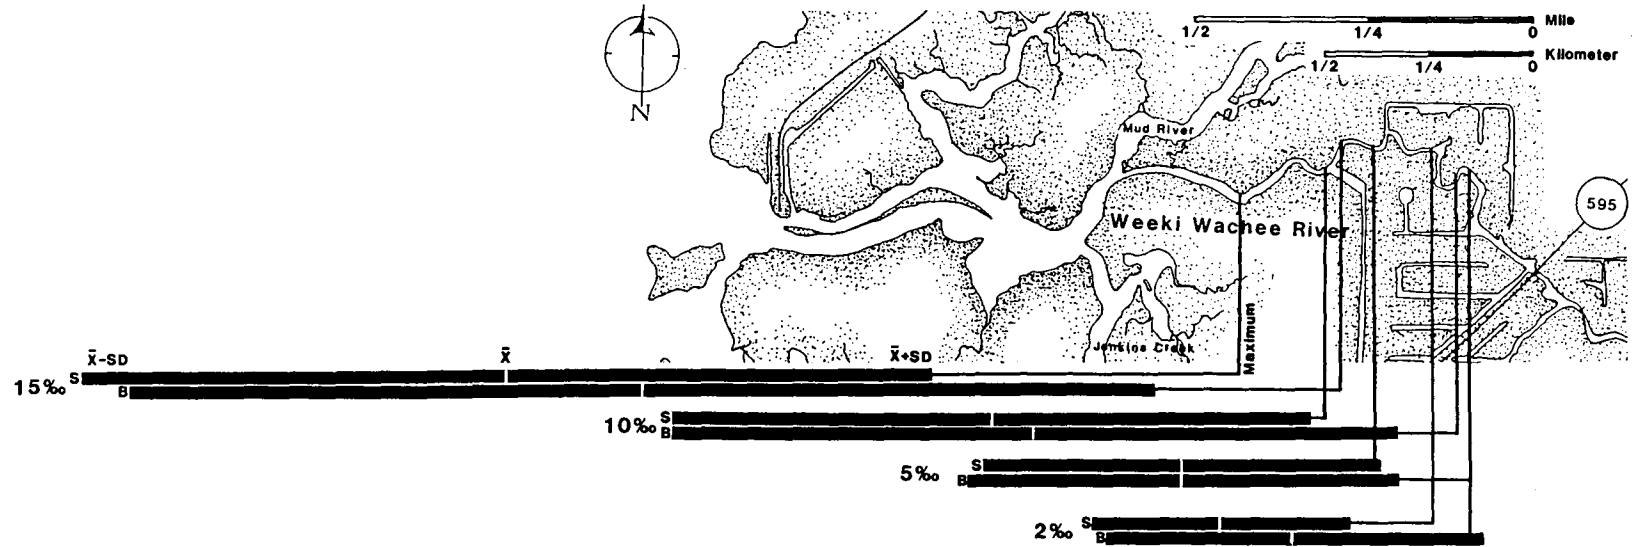 Mile
1/2 1/4 0
Kilometer
1/2 1/4 0
N
Mud River
595
Weeki Wachee River
Jenkins Creek
Maximum
X̄-SD X̄ X̄+SD
15‰ S
B
10‰ S
B
5‰ S
B
2‰ S
B